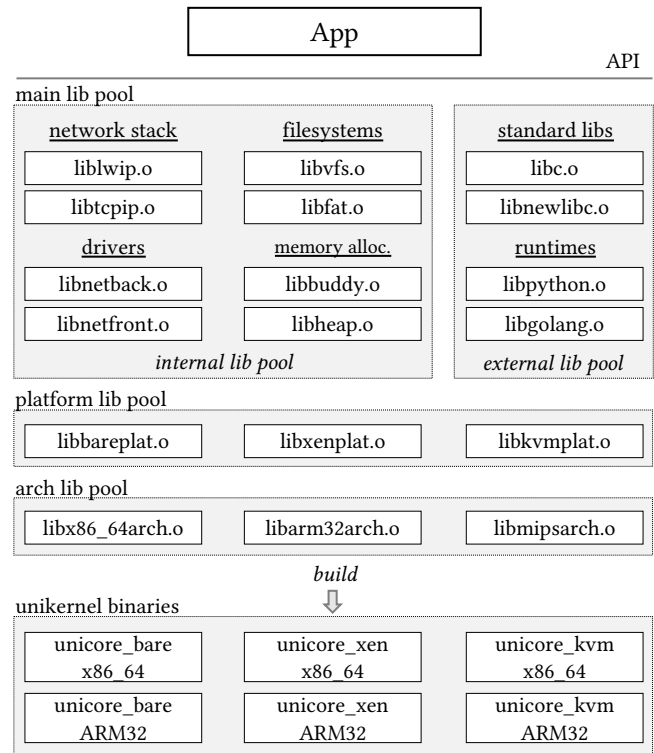 App
API
main lib pool
network stack
liblwip.o
libtcpip.o
filesystems
libvfs.o
libfat.o
drivers
libnetback.o
libnetfront.o
memory alloc.
libbuddy.o
libheap.o
internal lib pool
standard libs
libc.o
libnewlibc.o
runtimes
libpython.o
libgolang.o
external lib pool
platform lib pool
libbareplat.o
libxenplat.o
libkvmplat.o
arch lib pool
libx86_64arch.o
libarm32arch.o
libmipsarch.o
build
unikernel binaries
unicore_bare
x86_64
unicore_xen
x86_64
unicore_kvm
x86_64
unicore_bare
ARM32
unicore_xen
ARM32
unicore_kvm
ARM32